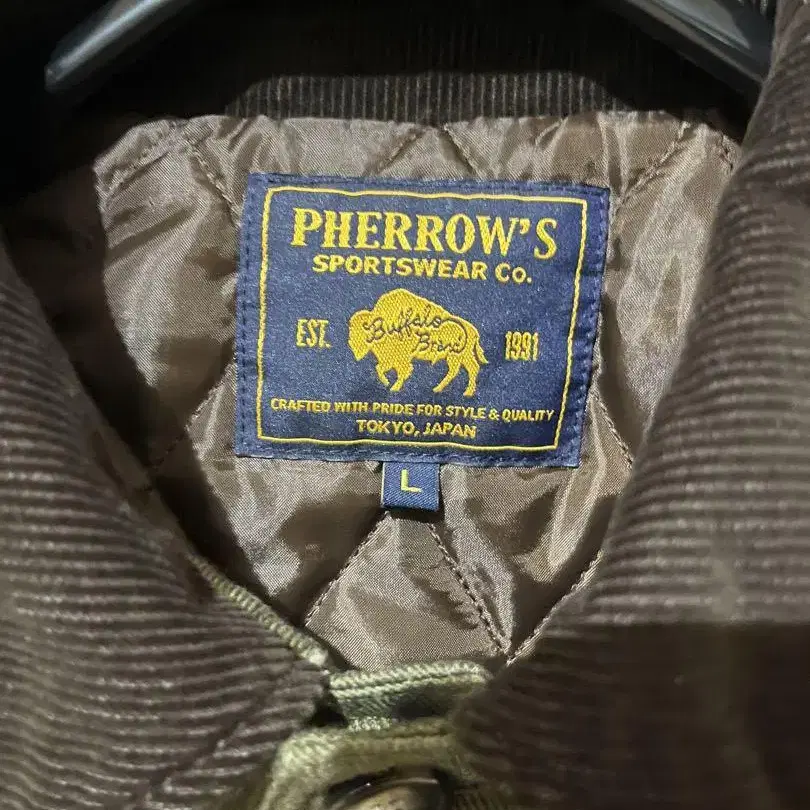 PHERROW'S
SPORTSWEAR Co.
EST.
Buffalo
Brand
1991
CRAFTED WITH PRIDE FOR STYLE & QUALITY
TOKYO, JAPAN
L